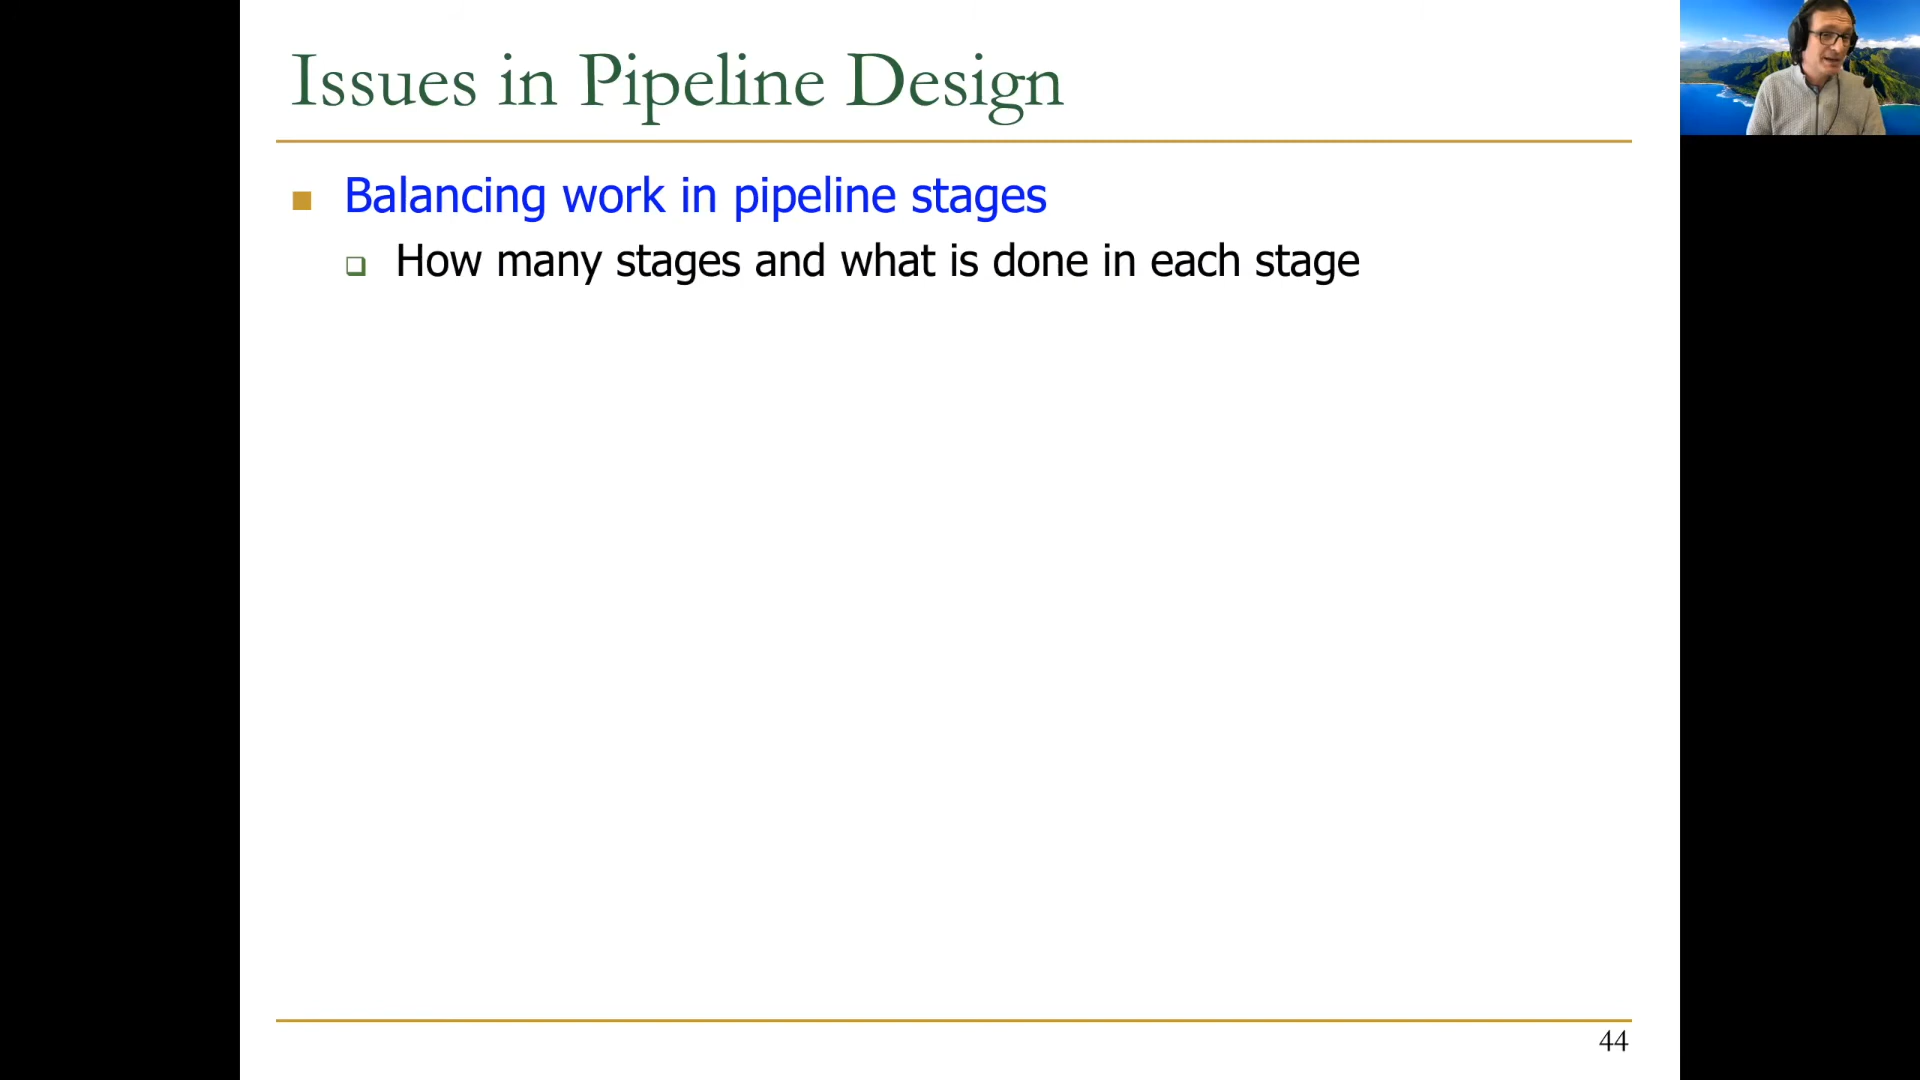 Issues in Pipeline Design
Balancing work in pipeline stages
How many stages and what is done in each stage
44